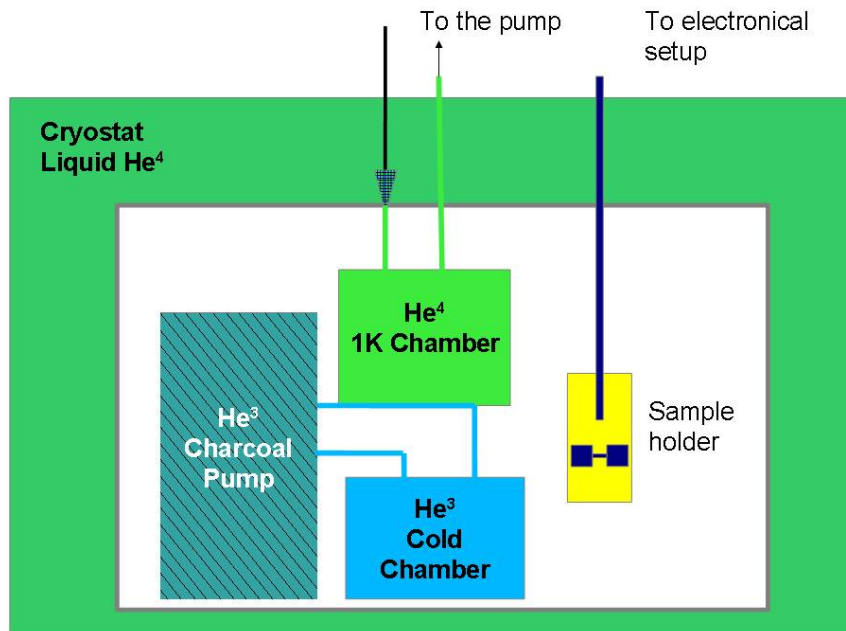 To the pump
To electronical
setup
Cryostat
Liquid He⁴
He⁴
1K Chamber
He³
Charcoal
Pump
Sample
holder
He³
Cold
Chamber